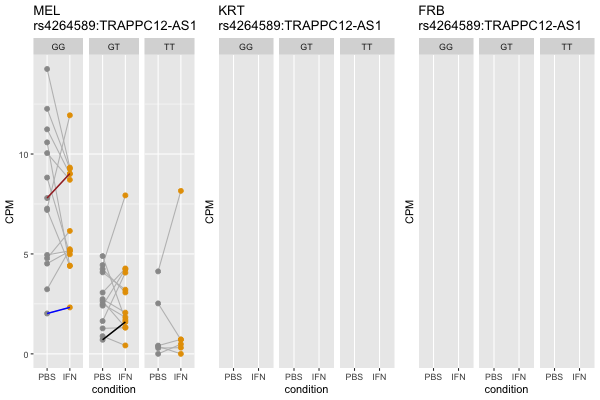 MEL
rs4264589:TRAPPC12-AS1
KRT
rs4264589:TRAPPC12-AS1
FRB
rs4264589:TRAPPC12-AS1
GG GT TT
GG GT TT
GG GT TT
CPM
10
5
0
CPM
CPM
PBS IFN PBS IFN PBS IFN
PBS IFN PBS IFN PBS IFN
PBS IFN PBS IFN PBS IFN
condition
condition
condition